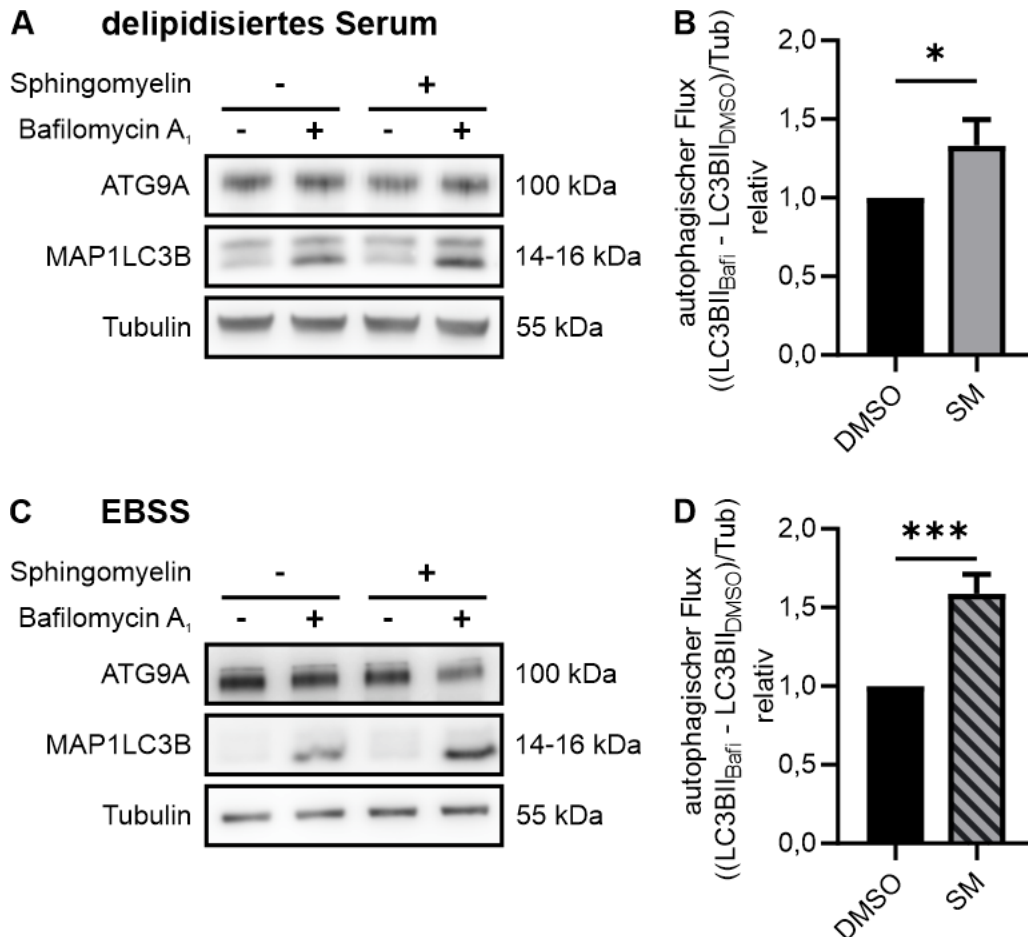 A delipidisiertes Serum
Sphingomyelin - +
Bafilomycin A1 - + - +
ATG9A 100 kDa
MAP1LC3B 14-16 kDa
Tubulin 55 kDa
B
autophagischer Flux
((LC3BIIBafi - LC3BIIDMSO)/Tub)
relativ
2,0
1,5
1,0
0,5
0,0
*
DMSO
SM
C EBSS
Sphingomyelin - +
Bafilomycin A1 - + - +
ATG9A 100 kDa
MAP1LC3B 14-16 kDa
Tubulin 55 kDa
D
autophagischer Flux
((LC3BIIBafi - LC3BIIDMSO)/Tub)
relativ
2,0
1,5
1,0
0,5
0,0
***
DMSO
SM